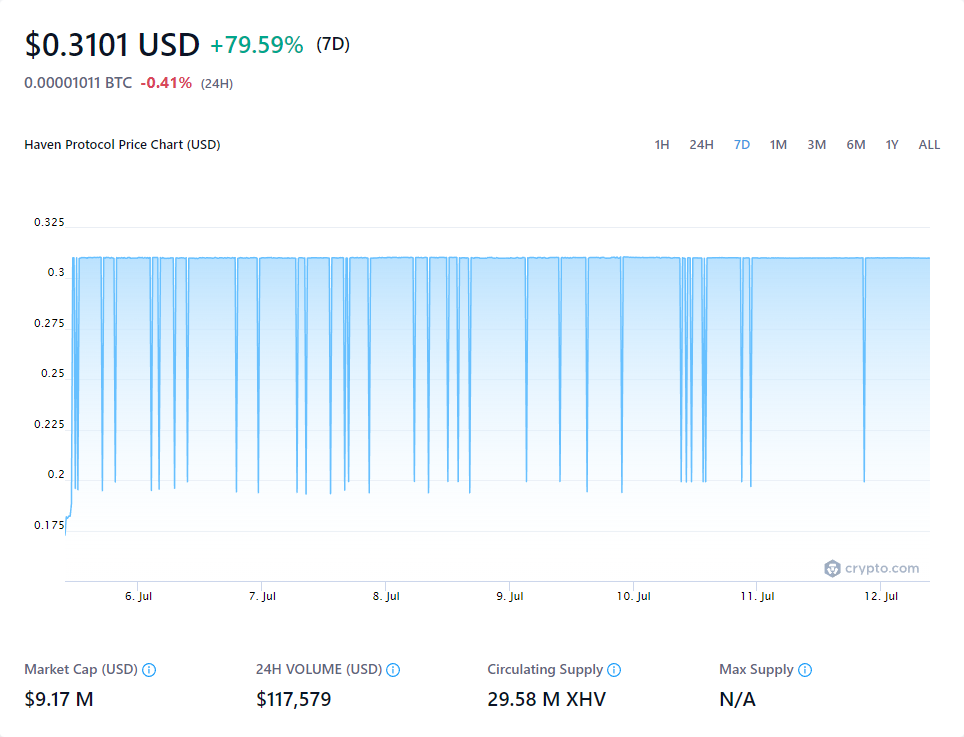 $0.3101 USD +79.59% (7D)
0.00001011 BTC -0.41% (24H)
Haven Protocol Price Chart (USD) 1H 24H 7D 1M 3M 6M 1Y ALL
0.325
0.3
0.275
0.25
0.225
0.2
0.175
crypto.com
6. Jul 7. Jul 8. Jul 9. Jul 10. Jul 11. Jul 12. Jul
Market Cap (USD) 24H VOLUME (USD) Circulating Supply Max Supply
$9.17 M $117,579 29.58 M XHV N/A